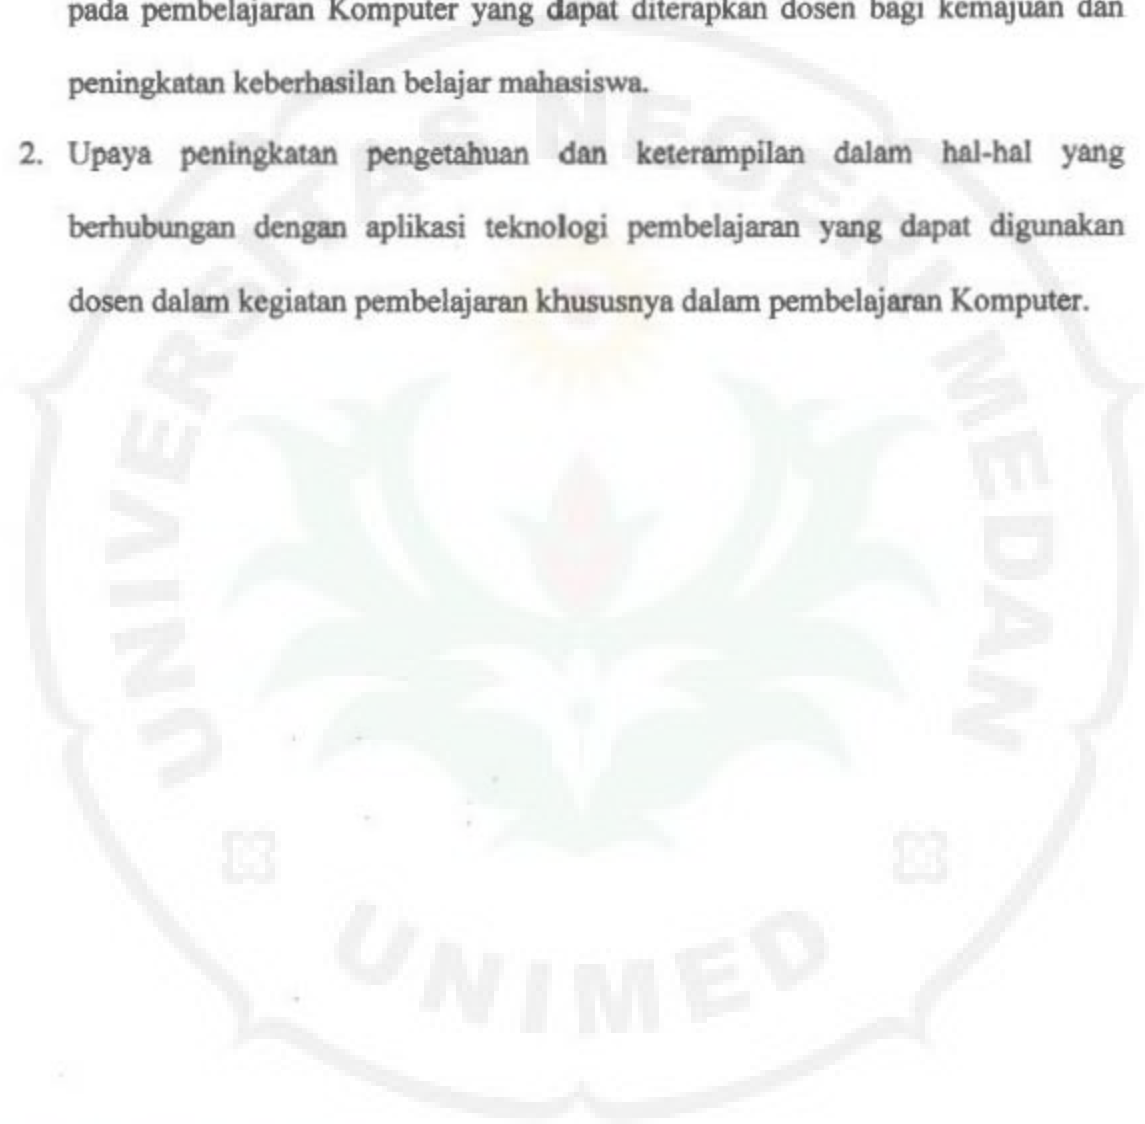 pada pembelajaran Komputer yang dapat diterapkan dosen bagi kemajuan dan
peningkatan keberhasilan belajar mahasiswa.
2. Upaya peningkatan pengetahuan dan keterampilan dalam hal-hal yang
berhubungan dengan aplikasi teknologi pembelajaran yang dapat digunakan
dosen dalam kegiatan pembelajaran khususnya dalam pembelajaran Komputer.
UNIVERSITAS NEGERI MEDAN
UNIMED